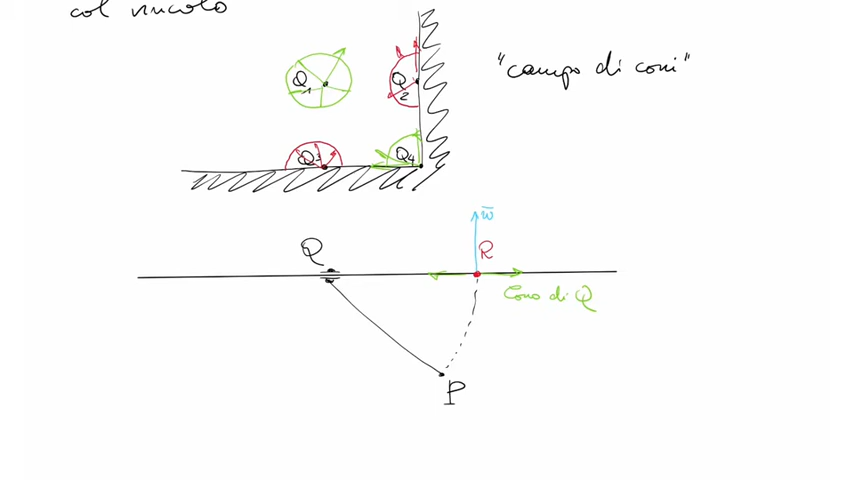 col vincolo
Q1
Q2
"campo di coni"
Q3
Q4
w̄
Q
R
Cono di Q
P